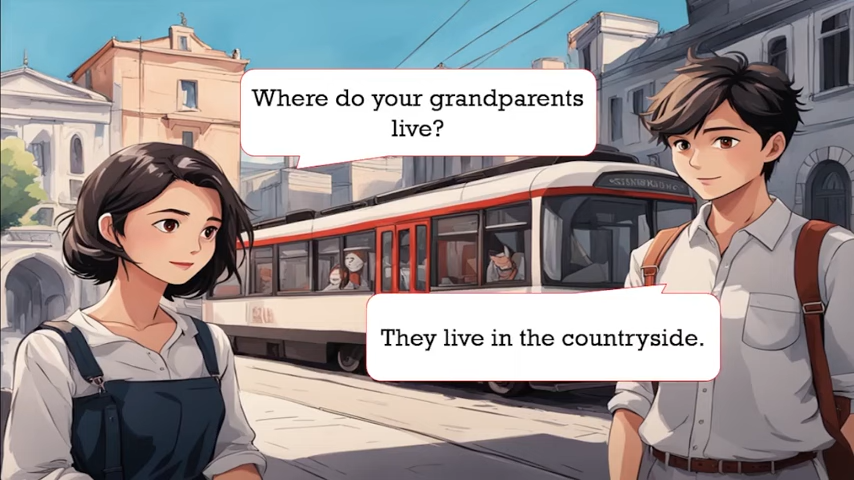 Where do your grandparents
live?
They live in the countryside.